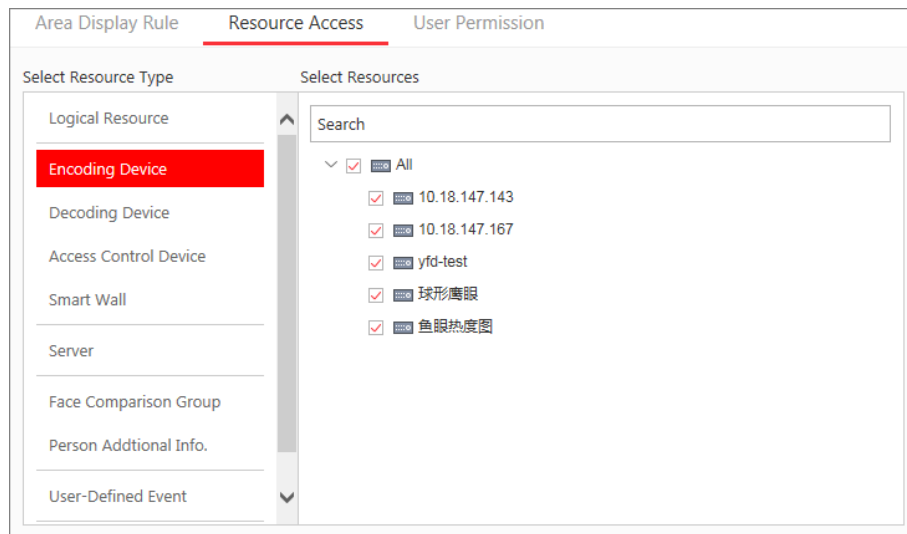 Area Display Rule Resource Access User Permission
Select Resource Type Select Resources
Logical Resource
Search
Encoding Device
All
10.18.147.143
Decoding Device
10.18.147.167
Access Control Device
yfd-test
Smart Wall
球形鹰眼
鱼眼热度图
Server
Face Comparison Group
Person Addtional Info.
User-Defined Event